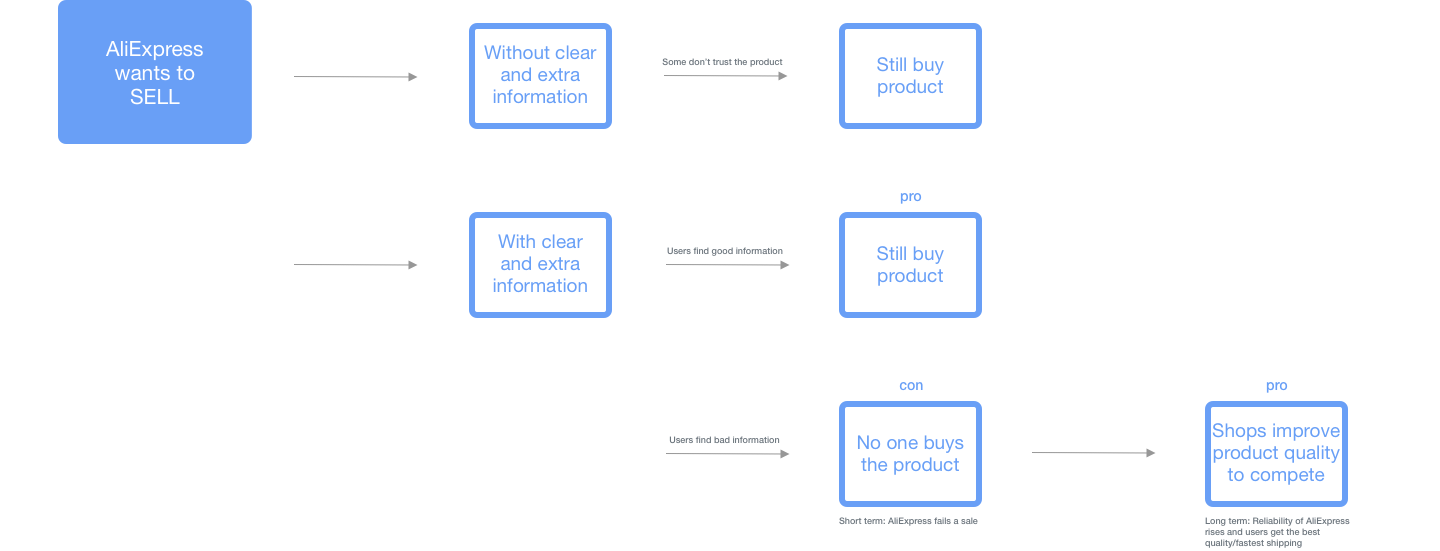 AliExpress
wants to
SELL
Without clear
and extra
information
Some don't trust the product
Still buy
product
With clear
and extra
information
Users find good information
pro
Still buy
product
Users find bad information
con
No one buys
the product
Short term: AliExpress fails a sale
pro
Shops improve
product quality
to compete
Long term: Reliability of AliExpress
rises and users get the best
quality/fastest shipping